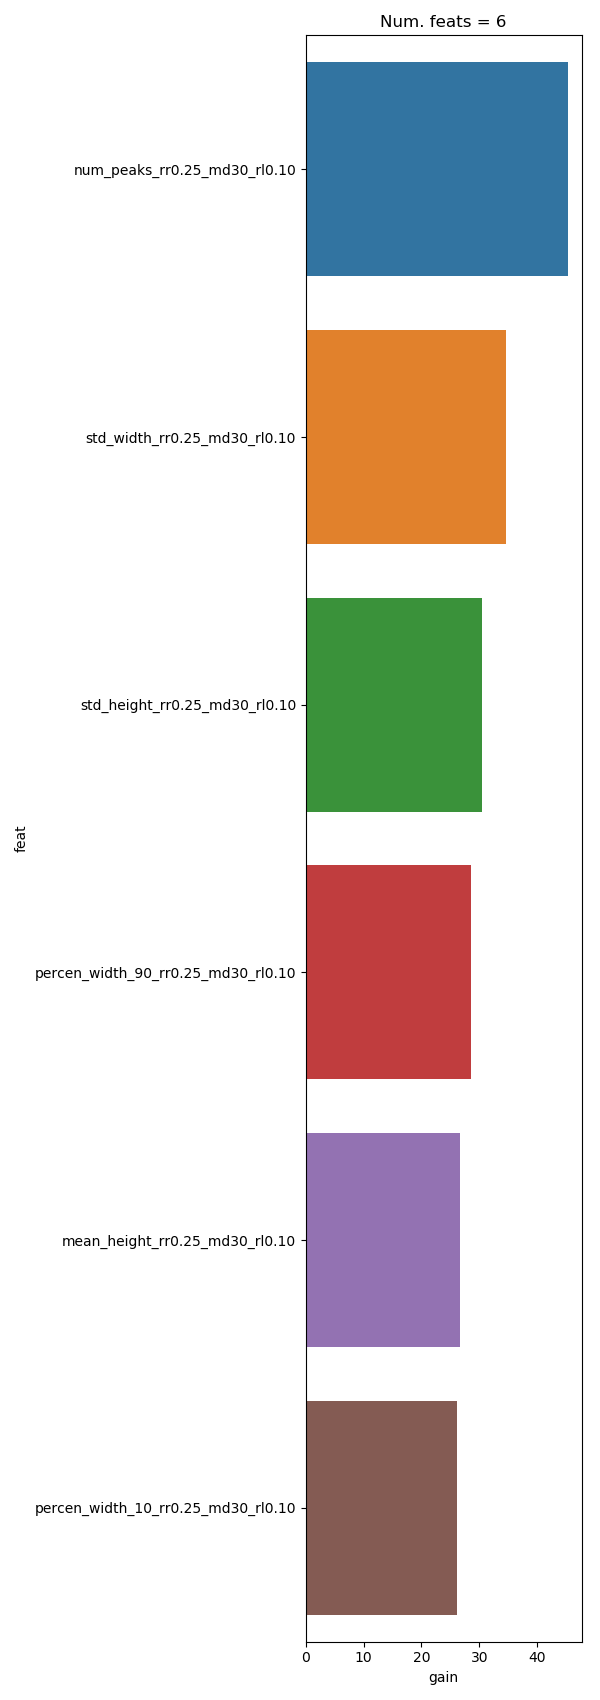 Num. feats = 6
num_peaks_rr0.25_md30_rl0.10
std_width_rr0.25_md30_rl0.10
std_height_rr0.25_md30_rl0.10
feat
percen_width_90_rr0.25_md30_rl0.10
mean_height_rr0.25_md30_rl0.10
percen_width_10_rr0.25_md30_rl0.10
0 10 20 30 40
gain